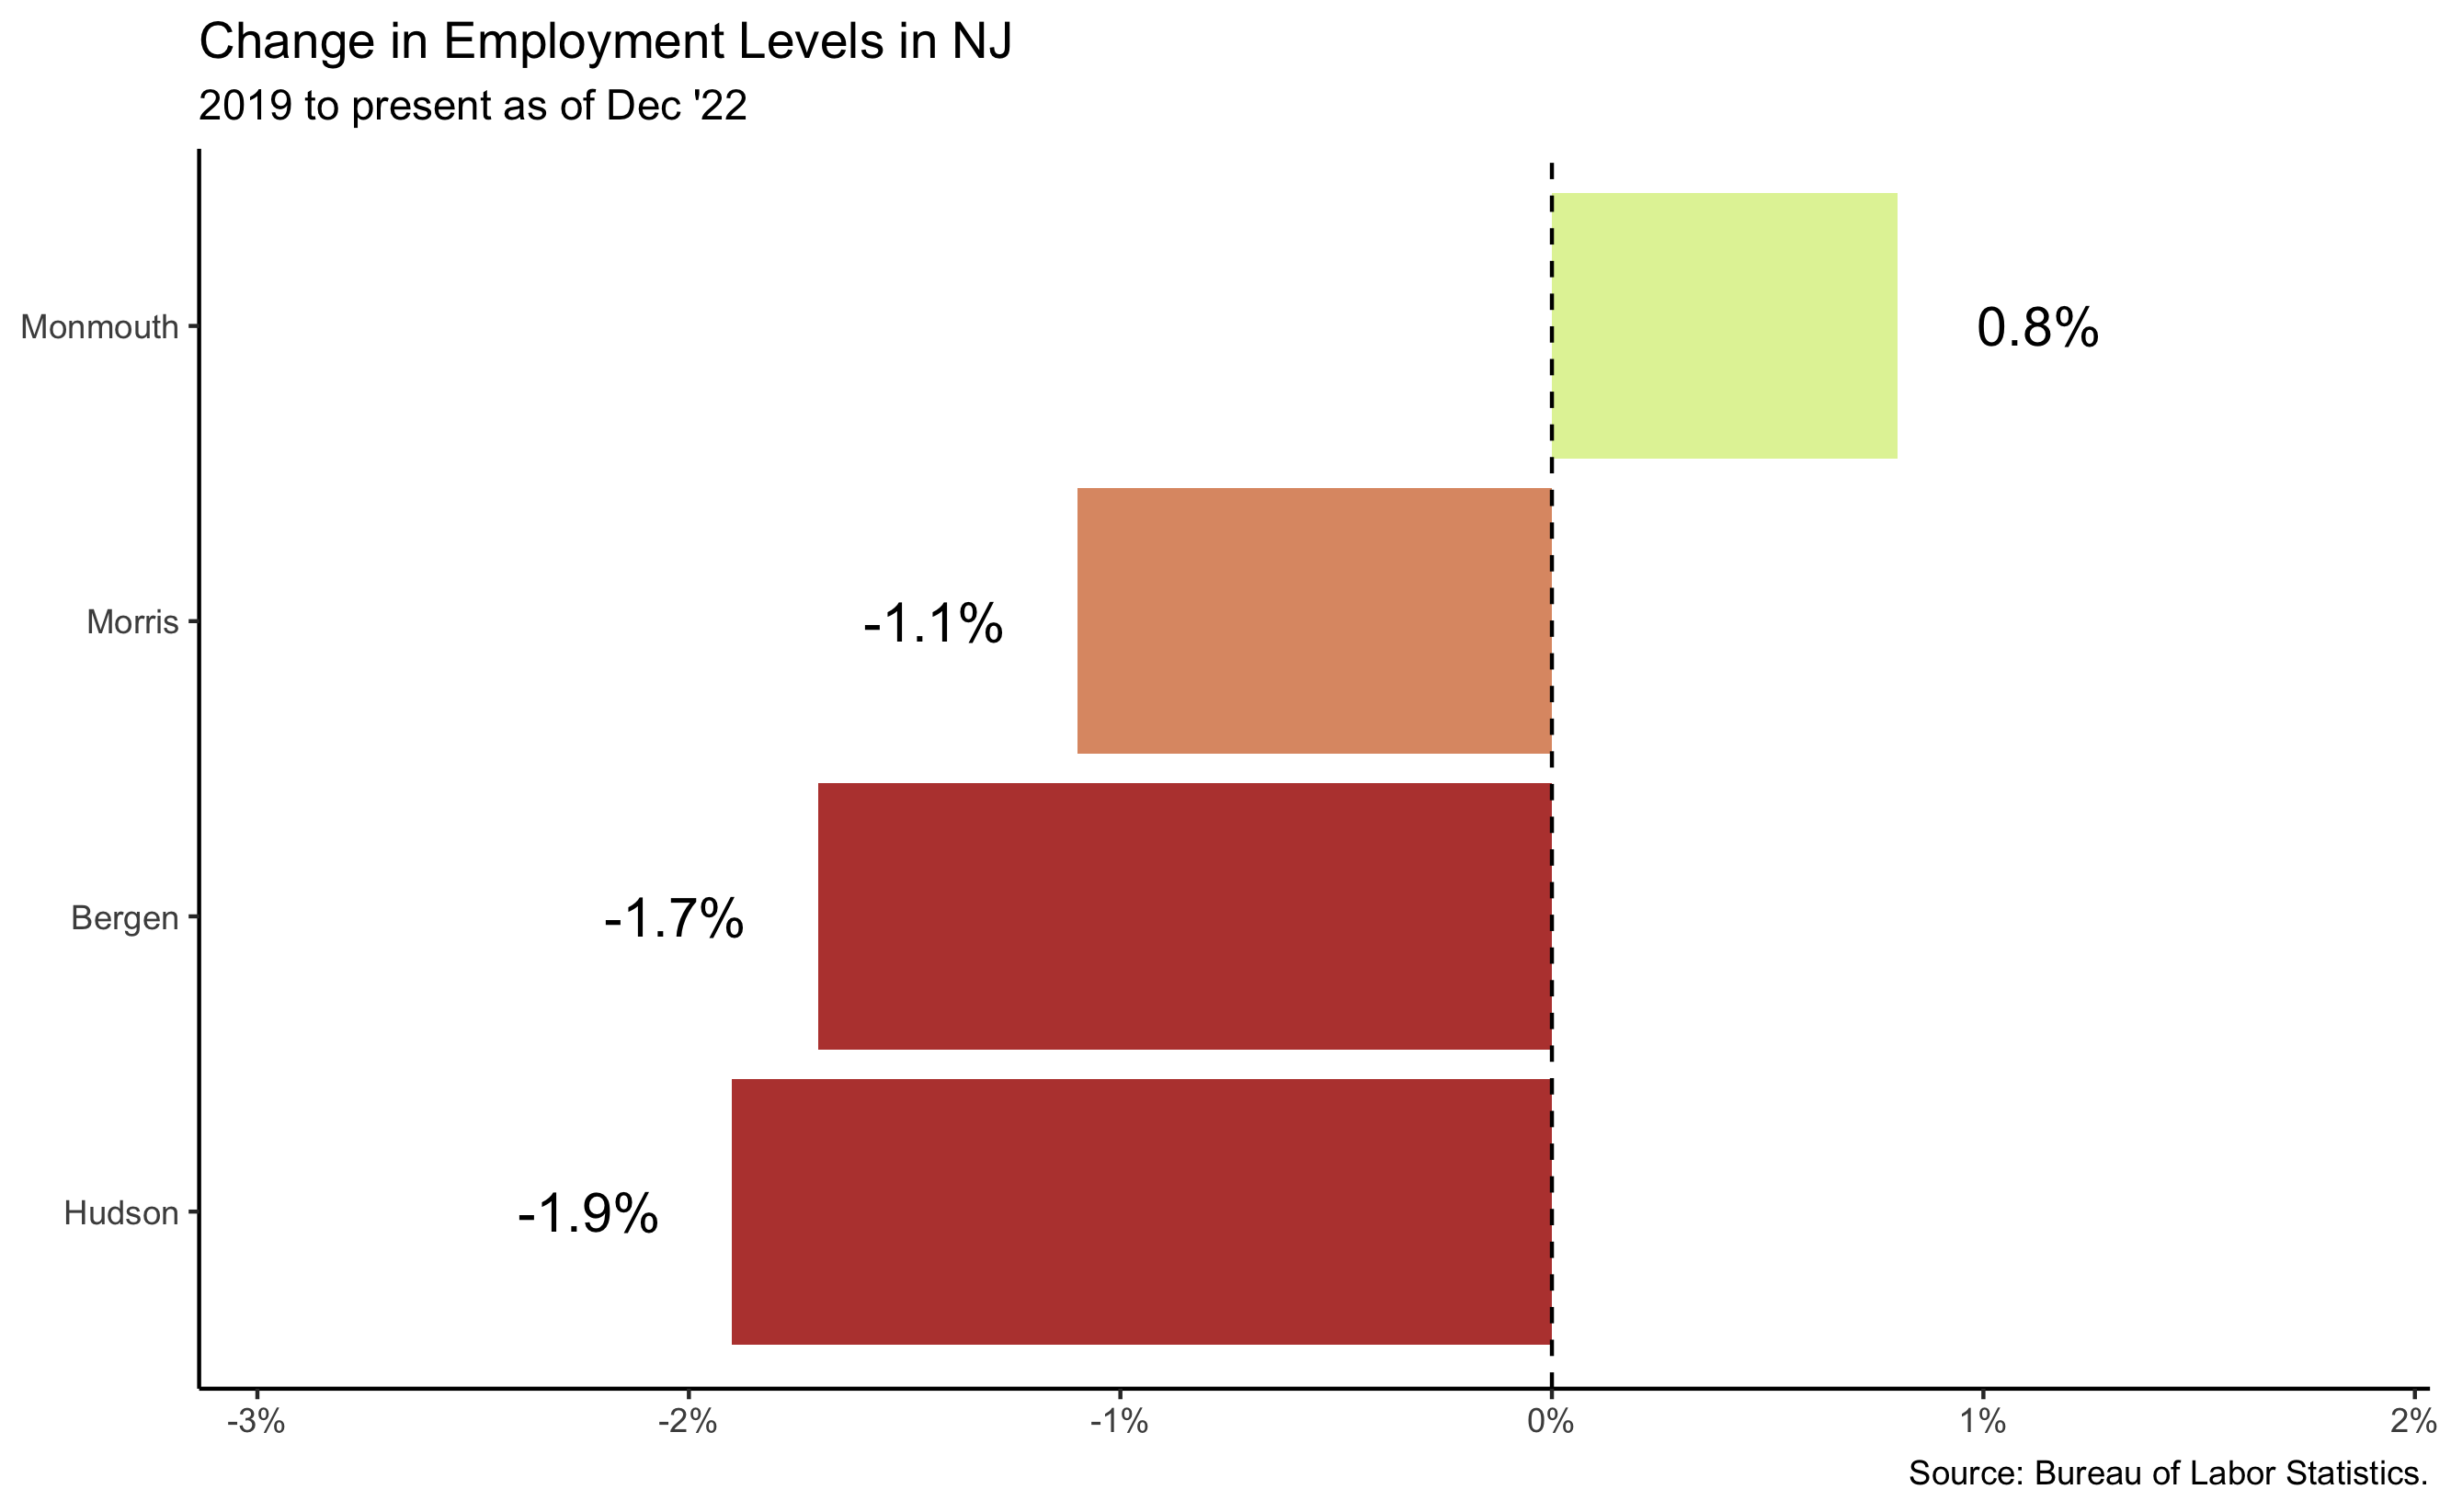 Change in Employment Levels in NJ
2019 to present as of Dec '22
Monmouth
0.8%
Morris
-1.1%
Bergen
-1.7%
Hudson
-1.9%
-3% -2% -1% 0% 1% 2%
Source: Bureau of Labor Statistics.